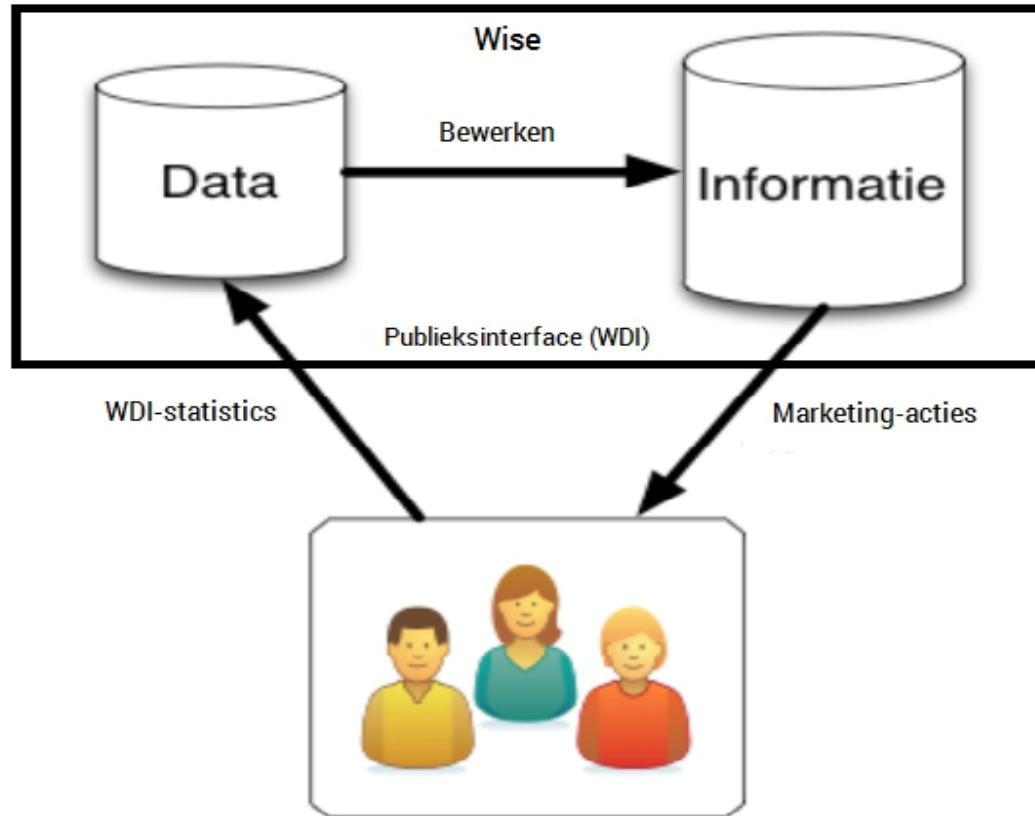 Wise
Bewerken
Data
Informatie
Publieksinterface (WDI)
WDI-statistics
Marketing-acties